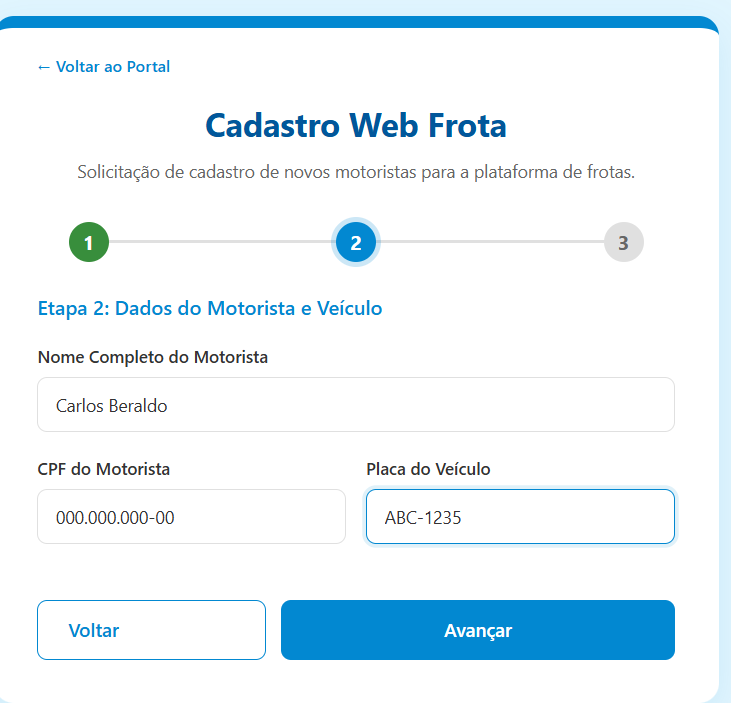 ← Voltar ao Portal
Cadastro Web Frota
Solicitação de cadastro de novos motoristas para a plataforma de frotas.
1 2 3
Etapa 2: Dados do Motorista e Veículo
Nome Completo do Motorista
Carlos Beraldo
CPF do Motorista Placa do Veículo
000.000.000-00 ABC-1235
Voltar Avançar